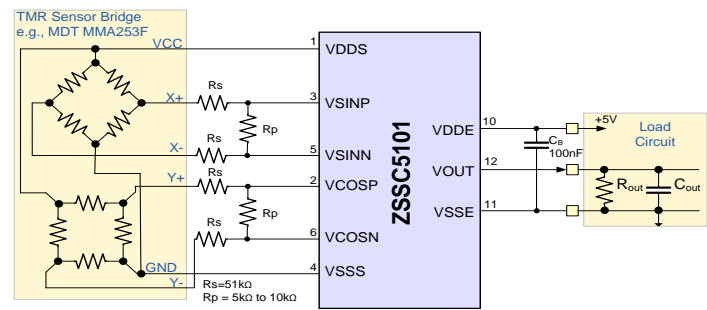 TMR Sensor Bridge
e.g., MDT MMA253F
VCC
X+
X-
Y+
GND
Y-
Rs
Rp
Rs
Rs
Rp
Rs
Rs=51kΩ
Rp = 5kΩ to 10kΩ
1
3
5
2
6
4
VDDS
VSINP
VSINN
VCOSP
VCOSN
VSSS
ZSSC5101
VDDE
VOUT
VSSE
10
12
11
CB
100nF
+5V
Load
Circuit
Rout
Cout